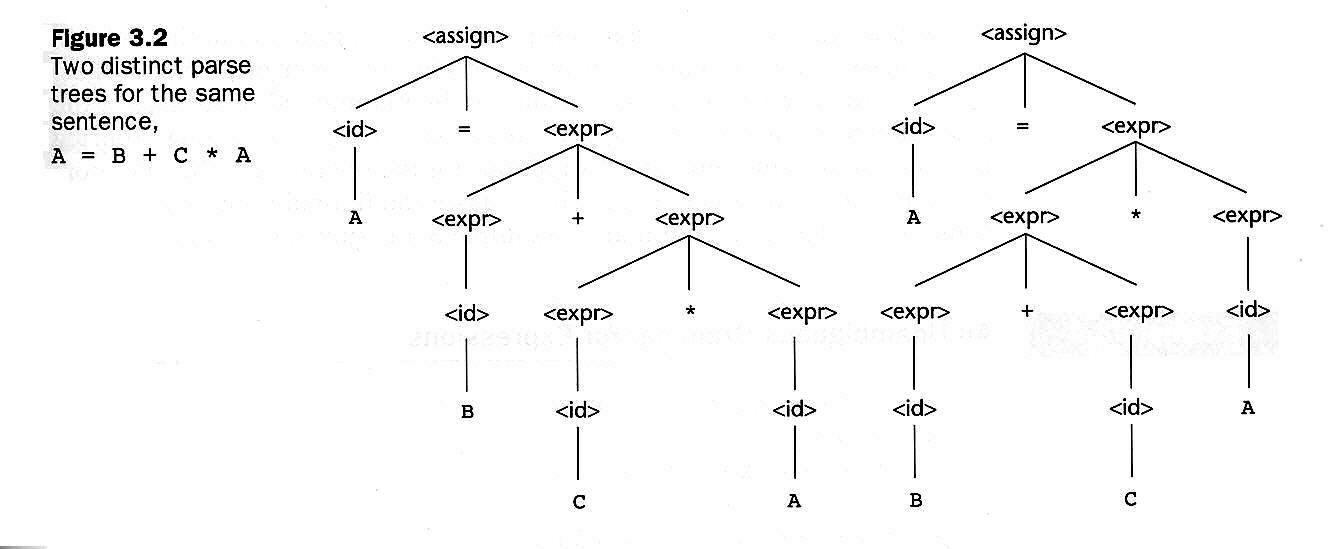 Figure 3.2
Two distinct parse
trees for the same
sentence,
A = B + C * A
<assign>
<id> = <expr>
A <expr> + <expr>
<id> <expr> * <expr>
B <id> <id>
C A
<assign>
<id> = <expr>
A <expr> * <expr>
<expr> + <expr> <id>
<id> <id> A
B C